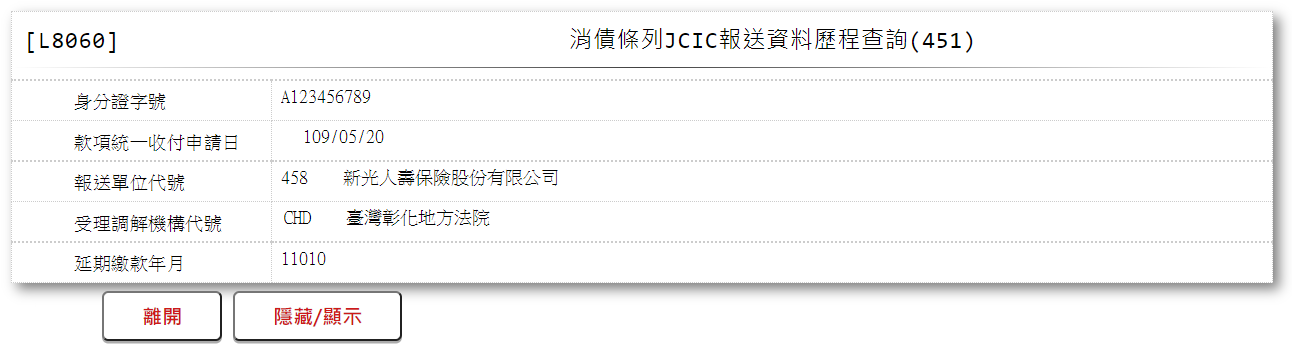 [L8060] 消債條列JCIC報送資料歷程查詢(451)
身分證字號 A123456789
款項統一收付申請日 109/05/20
報送單位代號 458 新光人壽保險股份有限公司
受理調解機構代號 CHD 臺灣彰化地方法院
延期繳款年月 11010
離開 隱藏/顯示